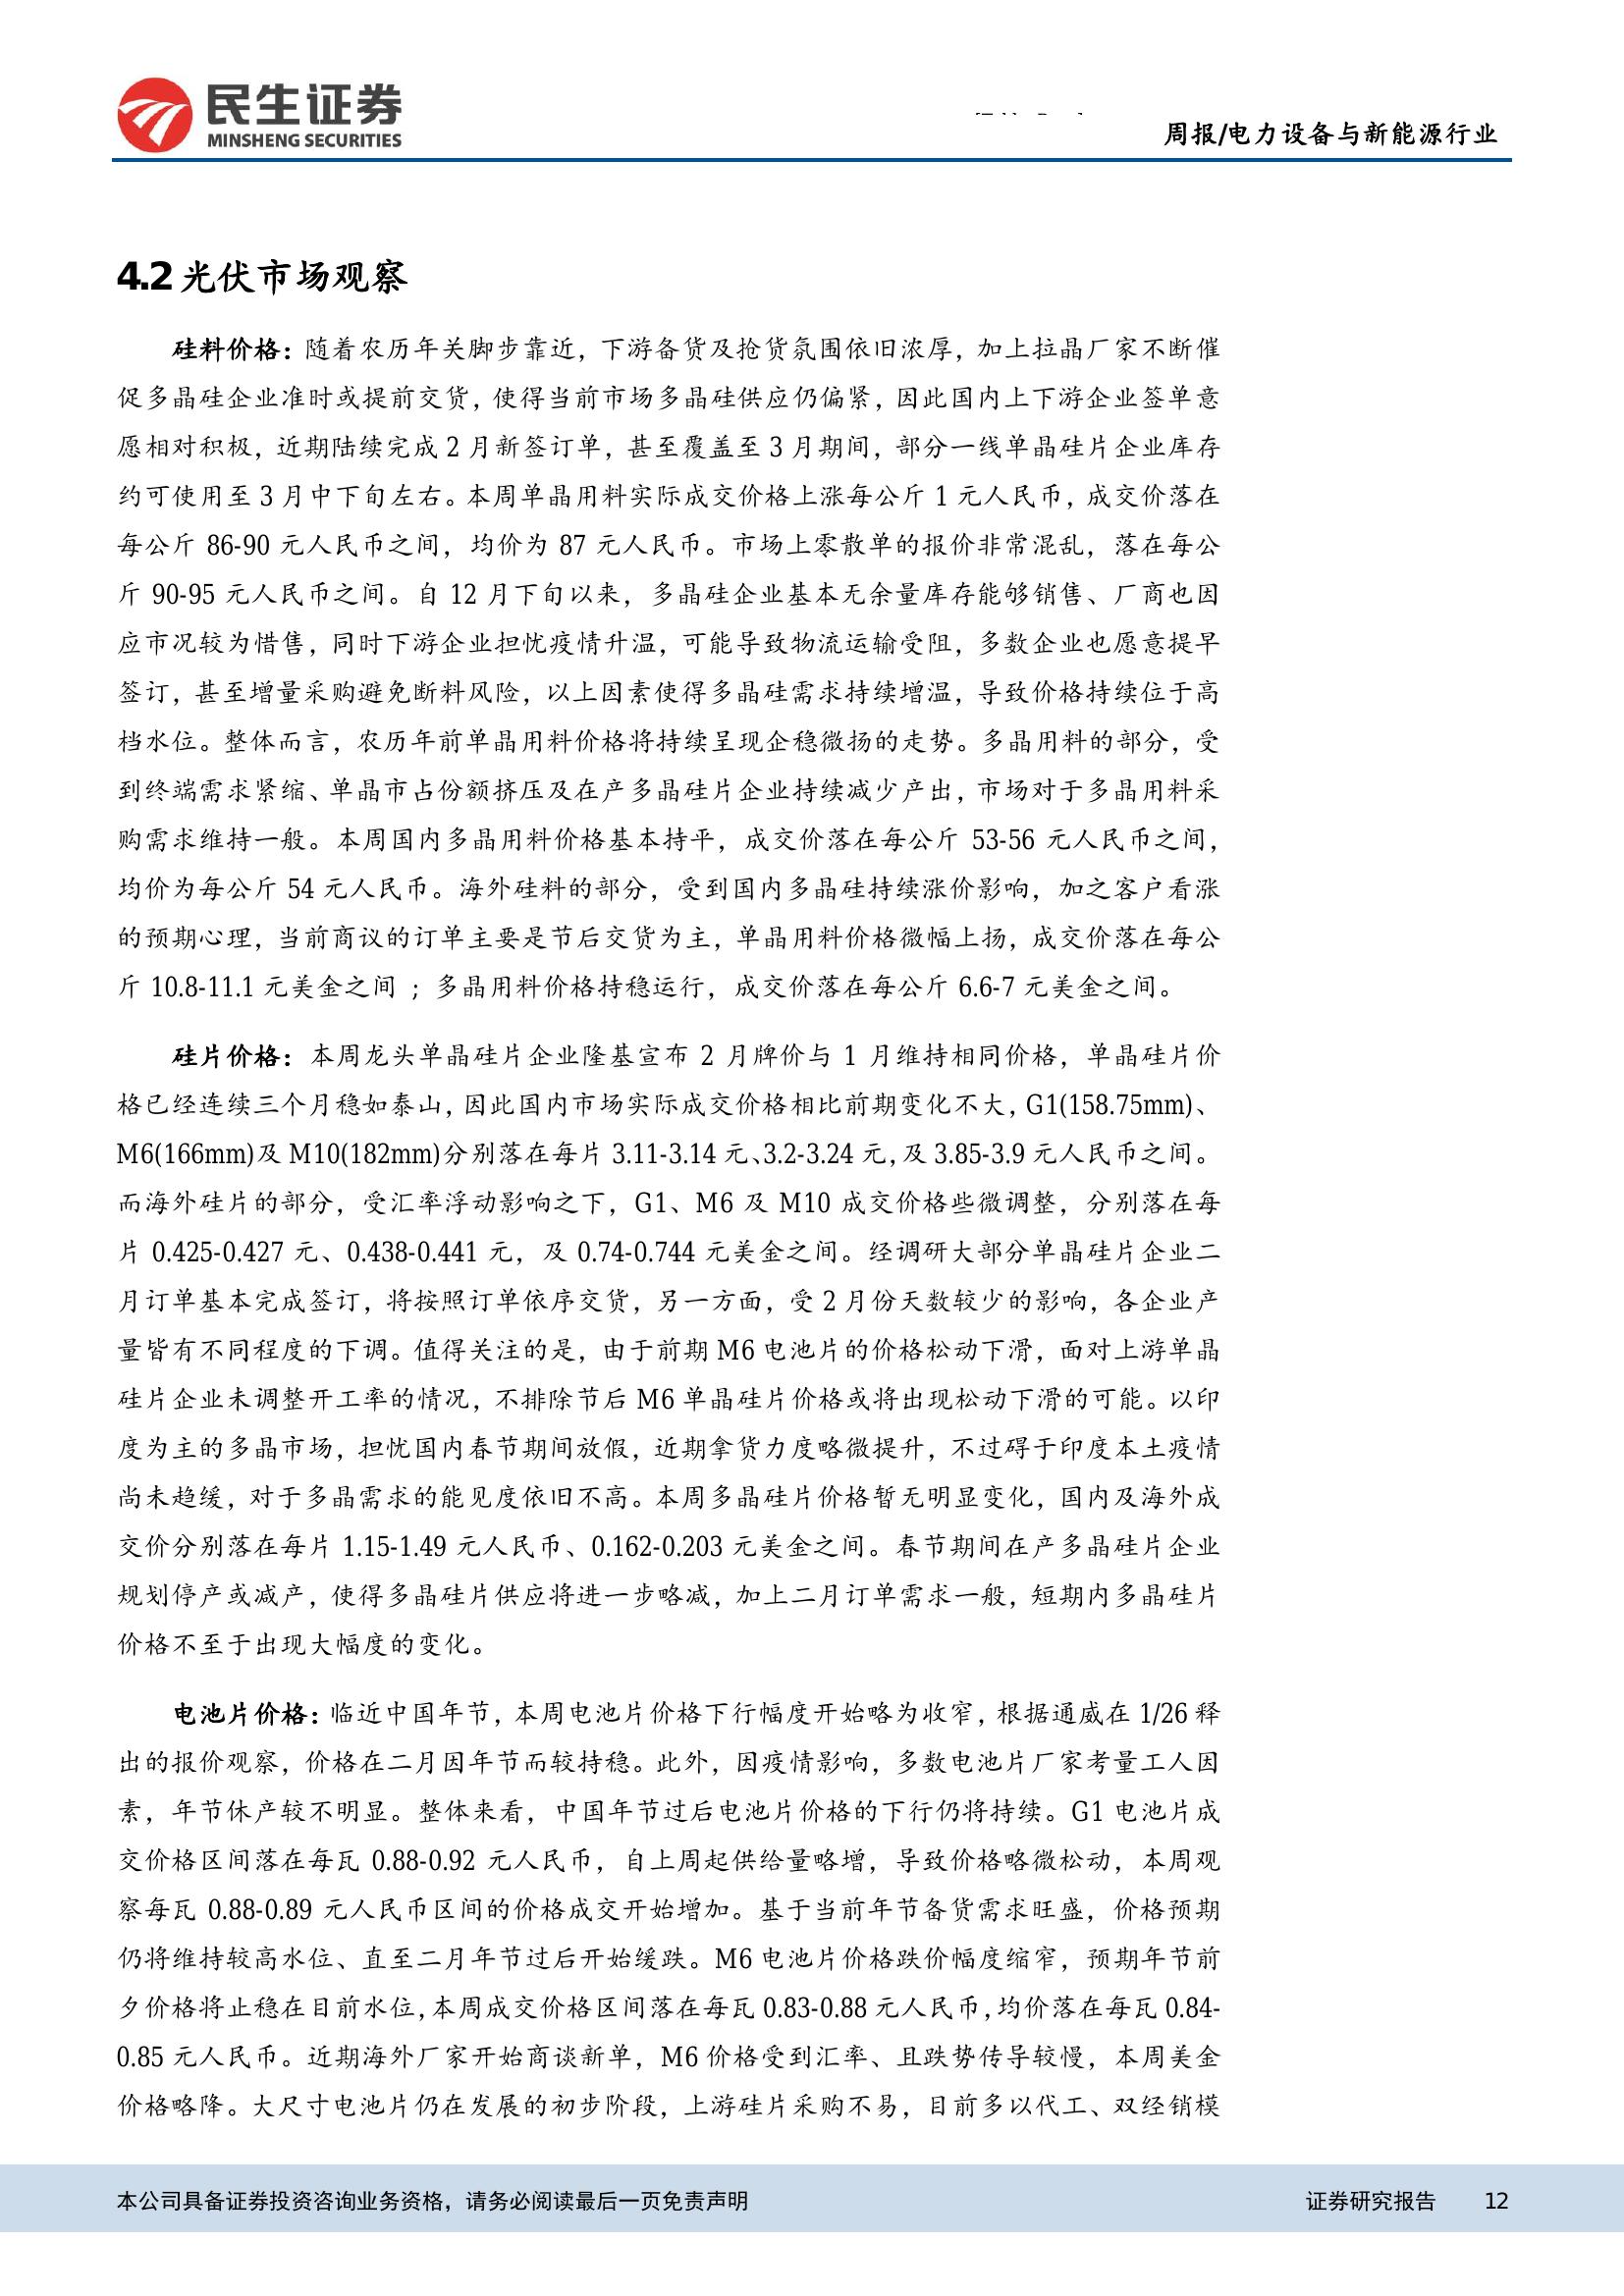 民生证券
MINSHENG SECURITIES
周报/电力设备与新能源行业
4.2 光伏市场观察
硅料价格：随着农历年关脚步靠近，下游备货及抢货氛围依旧浓厚，加上拉晶厂家不断催
促多晶硅企业准时或提前交货，使得当前市场多晶硅供应仍偏紧，因此国内上下游企业签单意
愿相对积极，近期陆续完成 2 月新签订单，甚至覆盖至 3 月期间，部分一线单晶硅片企业库存
约可使用至 3 月中下旬左右。本周单晶用料实际成交价格上涨每公斤 1 元人民币，成交价落在
每公斤 86-90 元人民币之间，均价为 87 元人民币。市场上零散单的报价非常混乱，落在每公
斤 90-95 元人民币之间。自 12 月下旬以来，多晶硅企业基本无余量库存能够销售、厂商也因
应市况较为惜售，同时下游企业担忧疫情升温，可能导致物流运输受阻，多数企业也愿意提早
签订，甚至增量采购避免断料风险，以上因素使得多晶硅需求持续增温，导致价格持续位于高
档水位。整体而言，农历年前单晶用料价格将持续呈现企稳微扬的走势。多晶用料的部分，受
到终端需求紧缩、单晶市占份额挤压及在产多晶硅片企业持续减少产出，市场对于多晶用料采
购需求维持一般。本周国内多晶用料价格基本持平，成交价落在每公斤 53-56 元人民币之间，
均价为每公斤 54 元人民币。海外硅料的部分，受到国内多晶硅持续涨价影响，加之客户看涨
的预期心理，当前商议的订单主要是节后交货为主，单晶用料价格微幅上扬，成交价落在每公
斤 10.8-11.1 元美金之间 ；多晶用料价格持稳运行，成交价落在每公斤 6.6-7 元美金之间。
硅片价格：本周龙头单晶硅片企业隆基宣布 2 月牌价与 1 月维持相同价格，单晶硅片价
格已经连续三个月稳如泰山，因此国内市场实际成交价格相比前期变化不大，G1(158.75mm)、
M6(166mm)及 M10(182mm)分别落在每片 3.11-3.14 元、3.2-3.24 元，及 3.85-3.9 元人民币之间。
而海外硅片的部分，受汇率浮动影响之下，G1、M6 及 M10 成交价格些微调整，分别落在每
片 0.425-0.427 元、0.438-0.441 元，及 0.74-0.744 元美金之间。经调研大部分单晶硅片企业二
月订单基本完成签订，将按照订单依序交货，另一方面，受 2 月份天数较少的影响，各企业产
量皆有不同程度的下调。值得关注的是，由于前期 M6 电池片的价格松动下滑，面对上游单晶
硅片企业未调整开工率的情况，不排除节后 M6 单晶硅片价格或将出现松动下滑的可能。以印
度为主的多晶市场，担忧国内春节期间放假，近期拿货力度略微提升，不过碍于印度本土疫情
尚未趋缓，对于多晶需求的能见度依旧不高。本周多晶硅片价格暂无明显变化，国内及海外成
交价分别落在每片 1.15-1.49 元人民币、0.162-0.203 元美金之间。春节期间在产多晶硅片企业
规划停产或减产，使得多晶硅片供应将进一步略减，加上二月订单需求一般，短期内多晶硅片
价格不至于出现大幅度的变化。
电池片价格：临近中国年节，本周电池片价格下行幅度开始略为收窄，根据通威在 1/26 释
出的报价观察，价格在二月因年节而较持稳。此外，因疫情影响，多数电池片厂家考量工人因
素，年节休产较不明显。整体来看，中国年节过后电池片价格的下行仍将持续。G1 电池片成
交价格区间落在每瓦 0.88-0.92 元人民币，自上周起供给量略增，导致价格略微松动，本周观
察每瓦 0.88-0.89 元人民币区间的价格成交开始增加。基于当前年节备货需求旺盛，价格预期
仍将维持较高水位、直至二月年节过后开始缓跌。M6 电池片价格跌价幅度缩窄，预期年节前
夕价格将止稳在目前水位，本周成交价格区间落在每瓦 0.83-0.88 元人民币，均价落在每瓦 0.84-
0.85 元人民币。近期海外厂家开始商谈新单，M6 价格受到汇率、且跌势传导较慢，本周美金
价格略降。大尺寸电池片仍在发展的初步阶段，上游硅片采购不易，目前多以代工、双经销模
本公司具备证券投资咨询业务资格，请务必阅读最后一页免责声明
证券研究报告 12